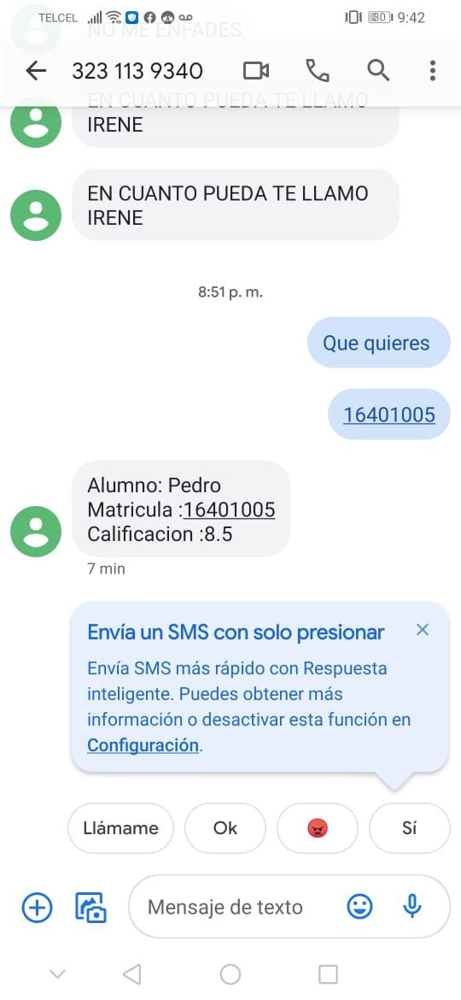 TELCEL 80 9:42
NO ME ENFADES
323 113 9340
EN CUANTO PUEDA TE LLAMO
IRENE
EN CUANTO PUEDA TE LLAMO
IRENE
8:51 p. m.
Que quieres
16401005
Alumno: Pedro
Matricula :16401005
Calificacion :8.5
7 min
Envía un SMS con solo presionar
Envía SMS más rápido con Respuesta
inteligente. Puedes obtener más
información o desactivar esta función en
Configuración.
Llámame Ok Sí
Mensaje de texto